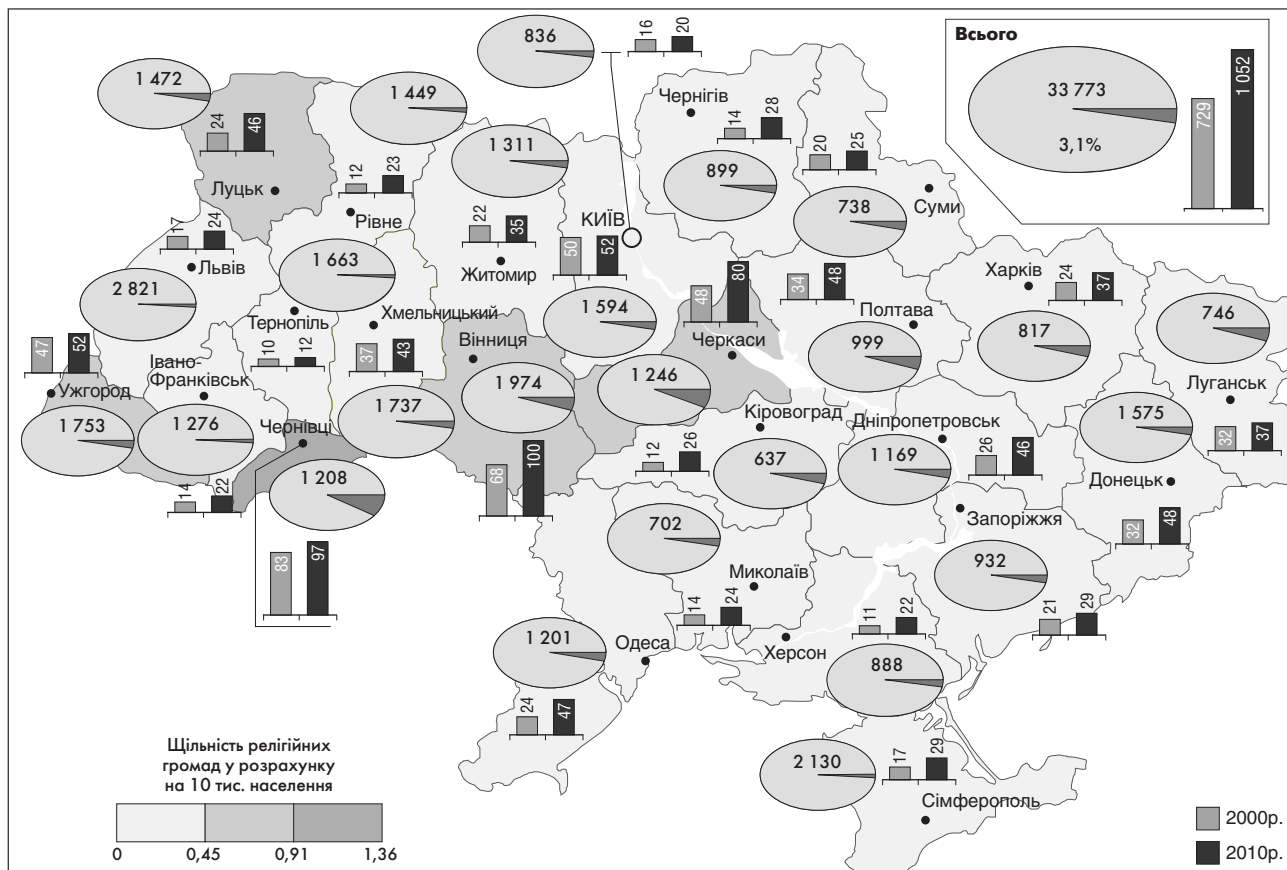 836
16
20
Всього
33 773
3,1%
729
1 052
1 472
24
46
Луцьк
1 449
12
23
Рівне
1 311
22
35
Житомир
КИЇВ
50
52
1 594
Чернігів
14
28
899
20
25
Суми
738
17
24
Львів
2 821
1 663
Тернопіль
10
12
Хмельницький
37
43
1 737
Вінниця
1 974
68
100
48
80
Черкаси
1 246
34
48
Полтава
999
Харків
24
37
817
746
Луганськ
32
37
47
52
Ужгород
1 753
Івано-
Франківськ
1 276
14
22
Чернівці
1 208
83
97
Кіровоград
12
26
637
Дніпропетровськ
1 169
26
46
1 575
Донецьк
32
48
Запоріжжя
932
21
29
702
Миколаїв
14
24
Херсон
11
22
888
1 201
Одеса
24
47
2 130
17
29
Сімферополь
Щільність релігійних
громад у розрахунку
на 10 тис. населення
0 0,45 0,91 1,36
2000р.
2010р.